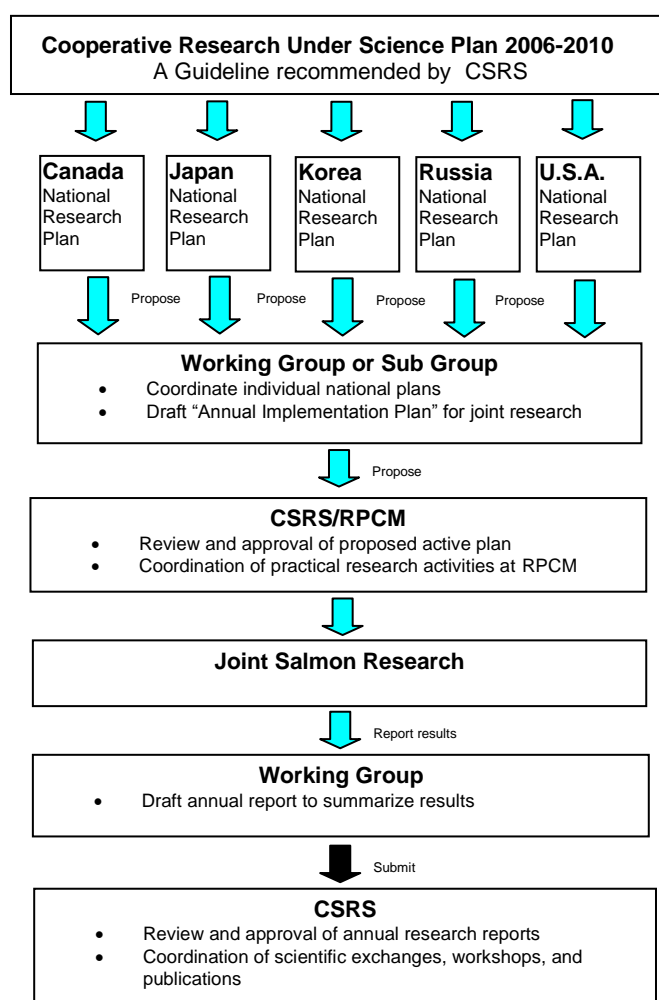 Cooperative Research Under Science Plan 2006-2010
A Guideline recommended by CSRS
Canada
National
Research
Plan
Japan
National
Research
Plan
Korea
National
Research
Plan
Russia
National
Research
Plan
U.S.A.
National
Research
Plan
Propose
Propose
Propose
Propose
Working Group or Sub Group
• Coordinate individual national plans
• Draft “Annual Implementation Plan” for joint research
Propose
CSRS/RPCM
• Review and approval of proposed active plan
• Coordination of practical research activities at RPCM
Joint Salmon Research
Report results
Working Group
• Draft annual report to summarize results
Submit
CSRS
• Review and approval of annual research reports
• Coordination of scientific exchanges, workshops, and
publications